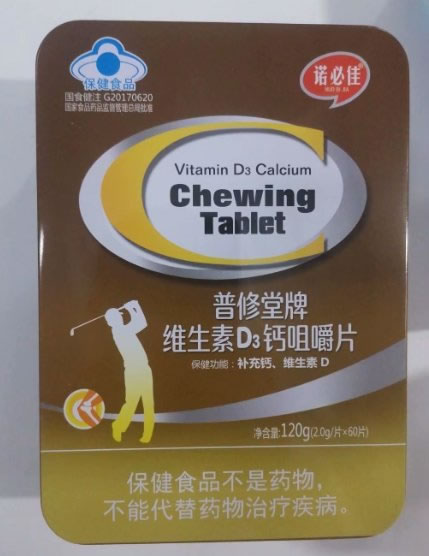 保健食品
国食健注 G20170620
国家食品药品监督管理总局批准
诺必佳
Vitamin D3 Calcium
Chewing
Tablet
普修堂牌
维生素D3钙咀嚼片
保健功能：补充钙、维生素 D
净含量:120g(2.0g/片×60片)
保健食品不是药物，
不能代替药物治疗疾病。